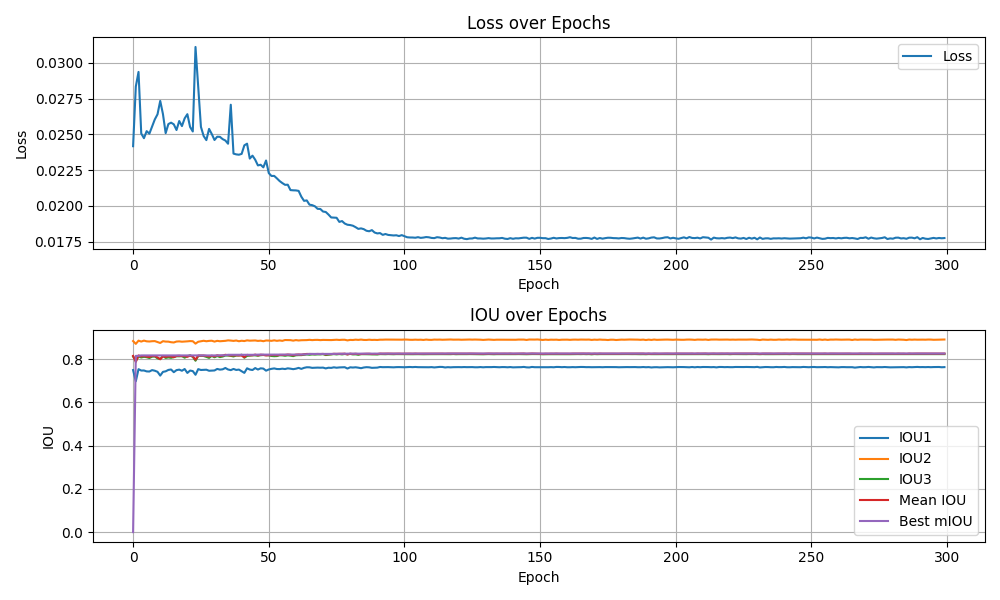 Loss over Epochs
0.0300
0.0275
0.0250
0.0225
0.0200
0.0175
Loss
Loss
0
50
100
150
200
250
300
Epoch
IOU over Epochs
0.8
0.6
0.4
0.2
0.0
IOU
IOU1
IOU2
IOU3
Mean IOU
Best mIOU
0
50
100
150
200
250
300
Epoch